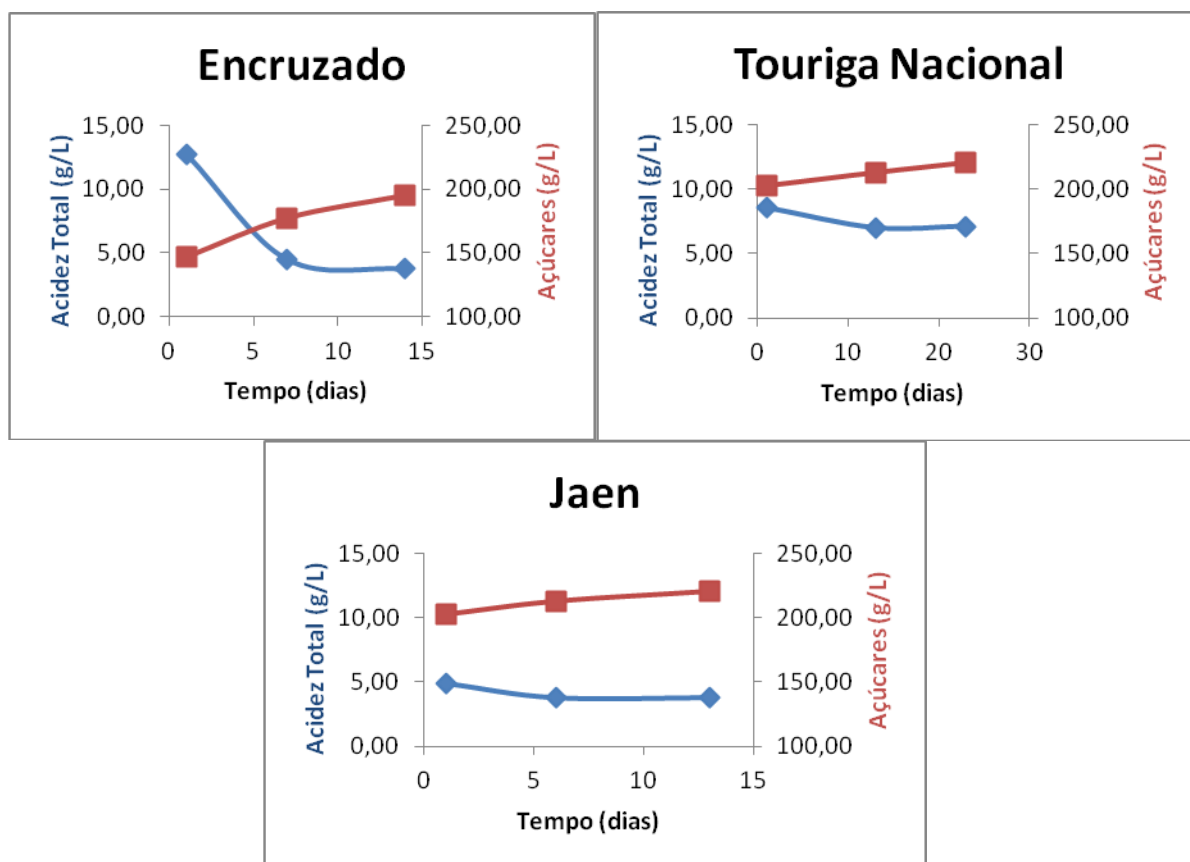 Encruzado
Acidez Total (g/L)
15,00
10,00
5,00
0,00
250,00
200,00
150,00
100,00
Açúcares (g/L)
0 5 10 15
Tempo (dias)
Touriga Nacional
Acidez Total (g/L)
15,00
10,00
5,00
0,00
250,00
200,00
150,00
100,00
Açúcares (g/L)
0 10 20 30
Tempo (dias)
Jaen
Acidez Total (g/L)
15,00
10,00
5,00
0,00
250,00
200,00
150,00
100,00
Açúcares (g/L)
0 5 10 15
Tempo (dias)